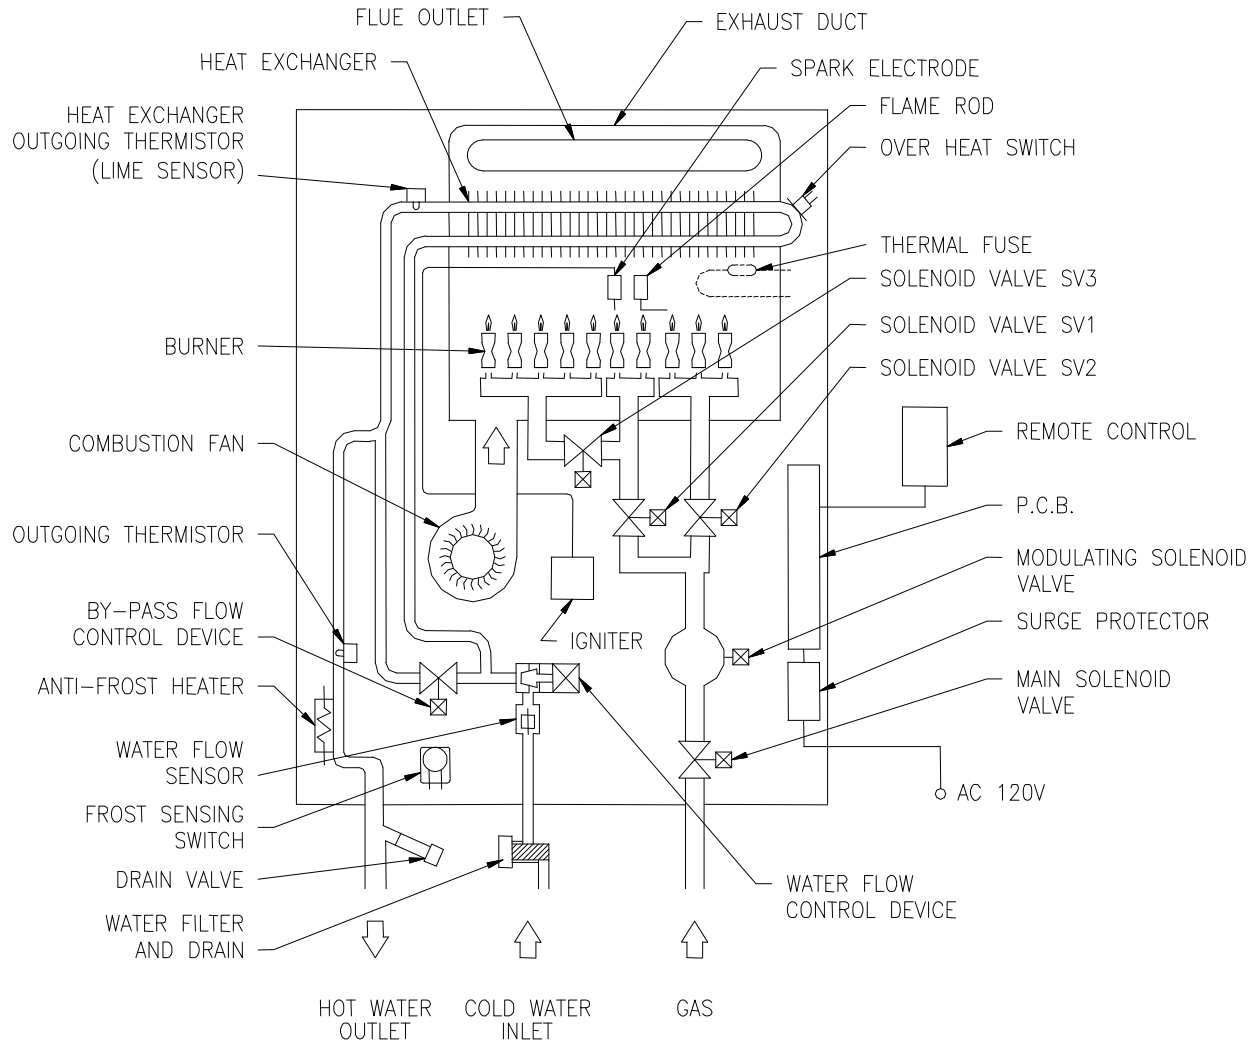 FLUE OUTLET
EXHAUST DUCT
HEAT EXCHANGER
SPARK ELECTRODE
FLAME ROD
HEAT EXCHANGER
OUTGOING THERMISTOR
(LIME SENSOR)
OVER HEAT SWITCH
THERMAL FUSE
SOLENOID VALVE SV3
SOLENOID VALVE SV1
BURNER
SOLENOID VALVE SV2
COMBUSTION FAN
REMOTE CONTROL
P.C.B.
OUTGOING THERMISTOR
MODULATING SOLENOID
VALVE
BY-PASS FLOW
CONTROL DEVICE
IGNITER
SURGE PROTECTOR
ANTI-FROST HEATER
MAIN SOLENOID
VALVE
WATER FLOW
SENSOR
AC 120V
FROST SENSING
SWITCH
DRAIN VALVE
WATER FLOW
CONTROL DEVICE
WATER FILTER
AND DRAIN
HOT WATER
OUTLET
COLD WATER
INLET
GAS